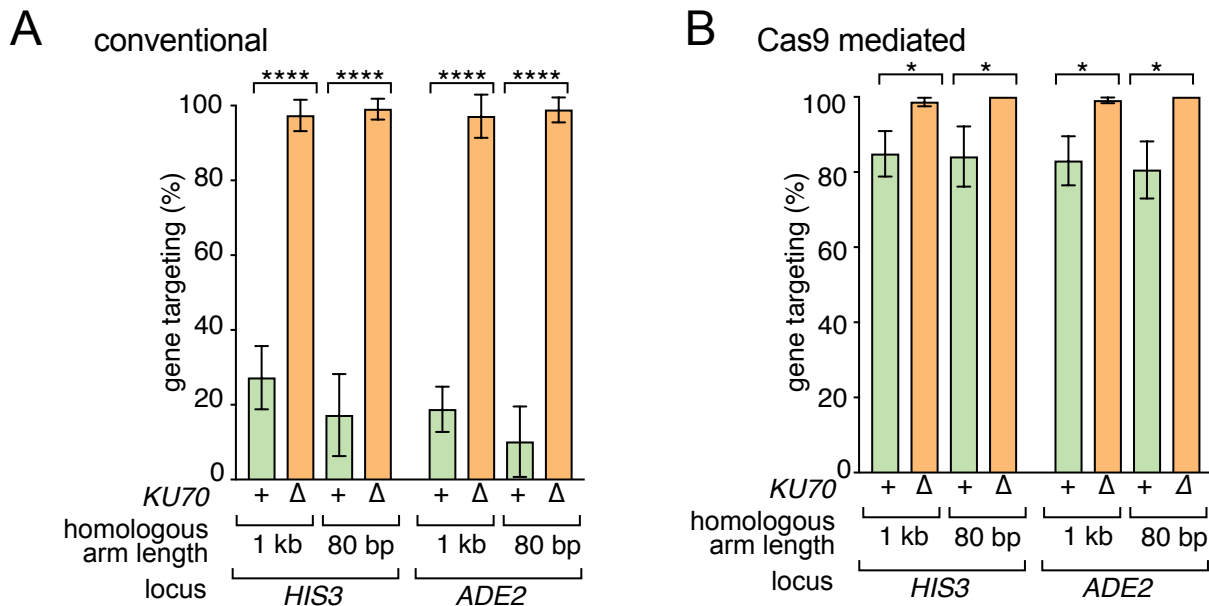 A conventional
**** **** **** ****
gene targeting (%)
100
80
60
40
20
0
KU70 + Δ + Δ + Δ + Δ
homologous
arm length 1 kb 80 bp 1 kb 80 bp
locus HIS3 ADE2
B Cas9 mediated
* * * *
gene targeting (%)
100
80
60
40
20
0
KU70 + Δ + Δ + Δ + Δ
homologous
arm length 1 kb 80 bp 1 kb 80 bp
locus HIS3 ADE2